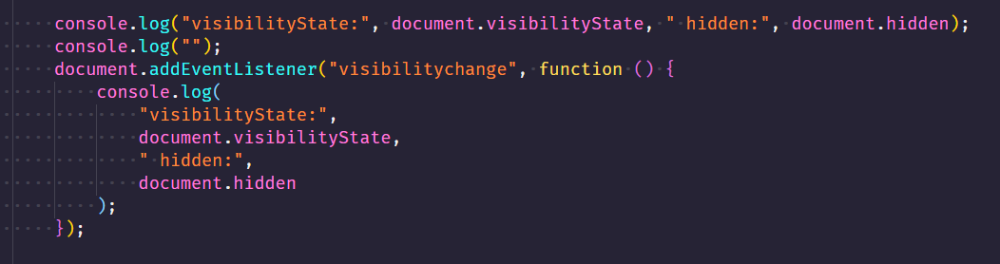 console.log("visibilityState:", document.visibilityState, " hidden:", document.hidden);
console.log("");
document.addEventListener("visibilitychange", function () {
console.log(
"visibilityState:",
document.visibilityState,
" hidden:",
document.hidden
);
});